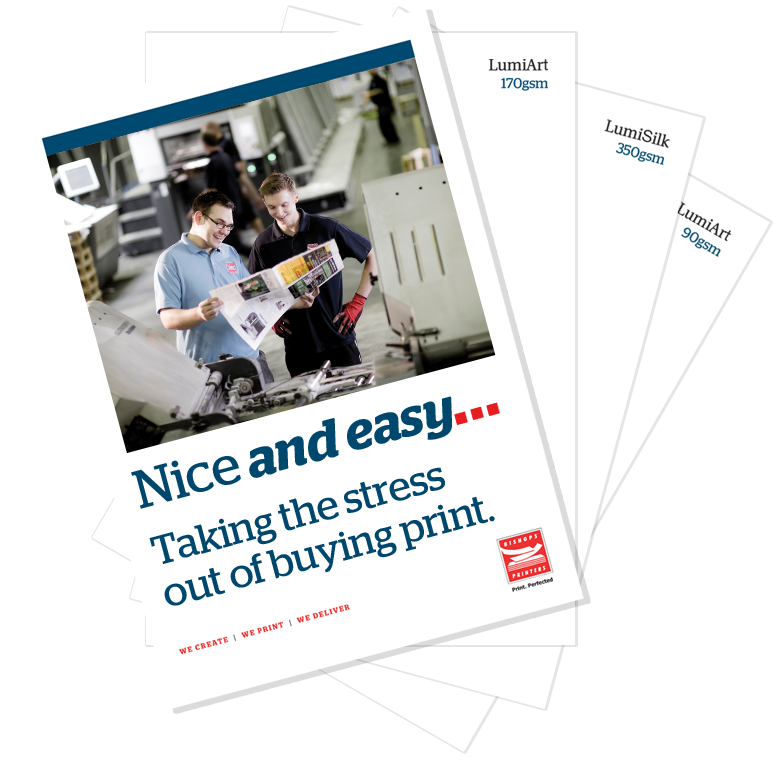 LumiArt
170gsm
LumiSilk
350gsm
LumiArt
90gsm
Nice and easy...
Taking the stress
out of buying print.
BISHOPS
PRINTERS
Print. Perfected
WE CREATE | WE PRINT | WE DELIVER